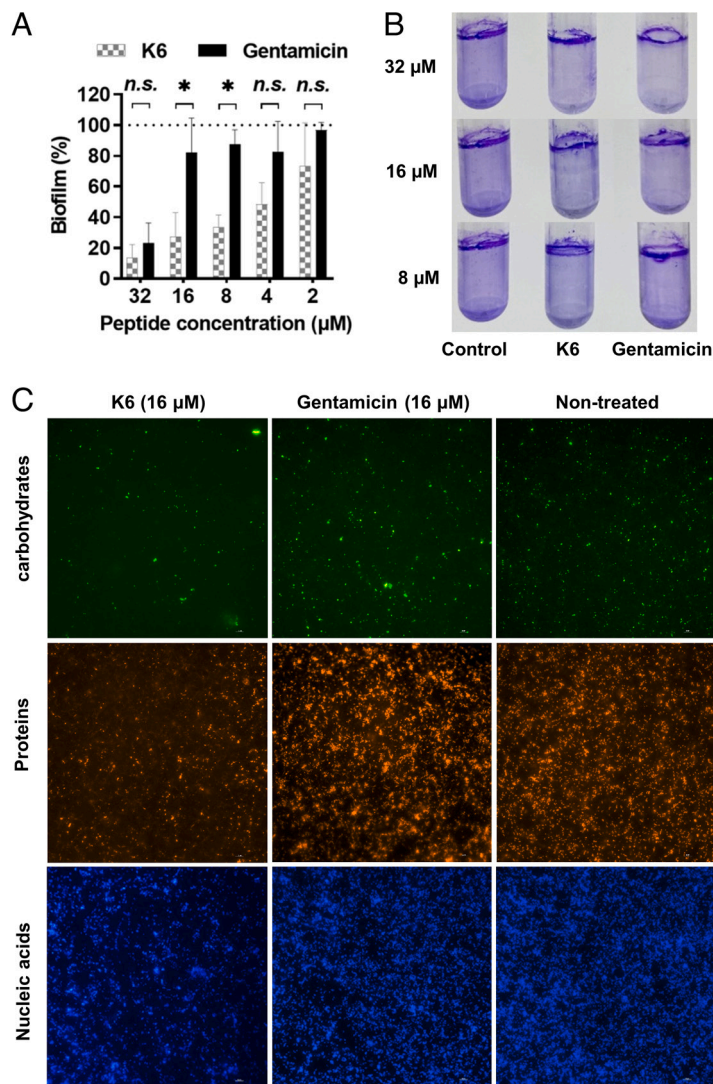 A
K6 Gentamicin
n.s. * * n.s. n.s.
120
100
80
60
40
20
0
Biofilm (%)
32 16 8 4 2
Peptide concentration (µM)
B
32 µM
16 µM
8 µM
Control K6 Gentamicin
C
K6 (16 µM) Gentamicin (16 µM) Non-treated
carbohydrates
Proteins
Nucleic acids